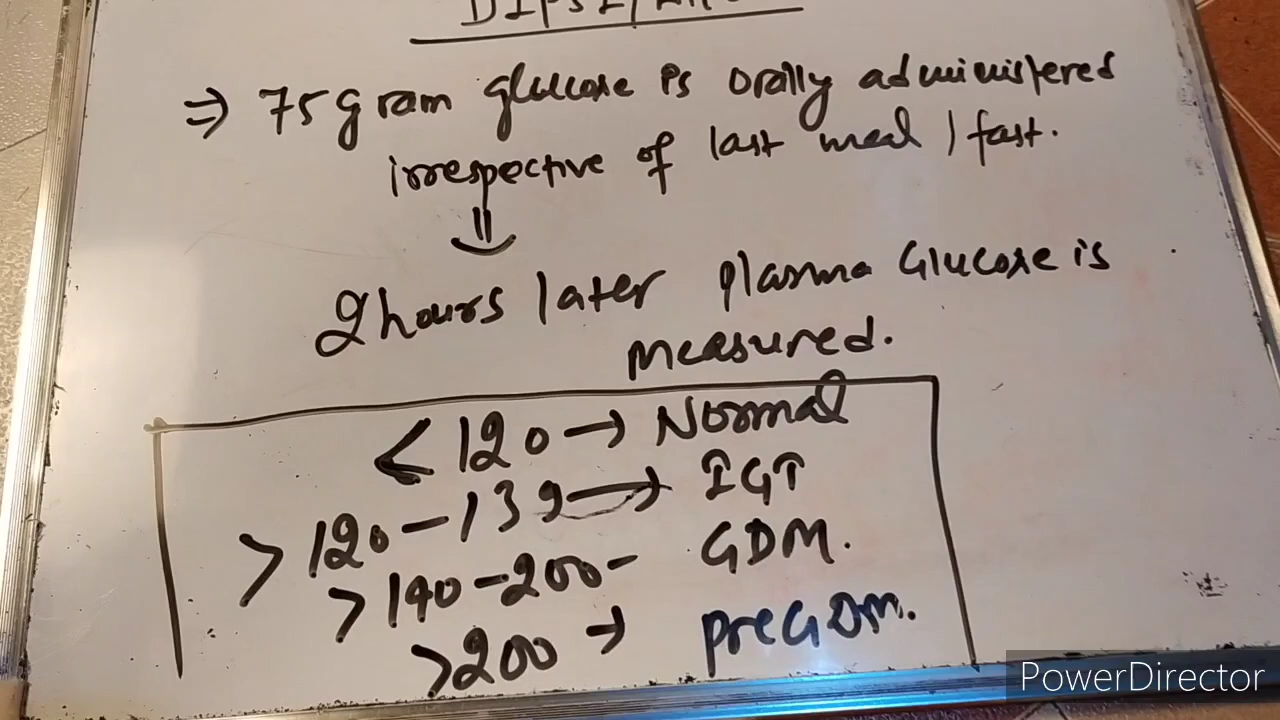 ⇒ 75 gram glucose is orally administered
irrespective of last meal / fast.
⇓
2 hours later plasma Glucose is
measured.
< 120 → Normal
> 120 - 139 → IGT
> 140 - 200 - GDM.
> 200 → PreGDM.
PowerDirector